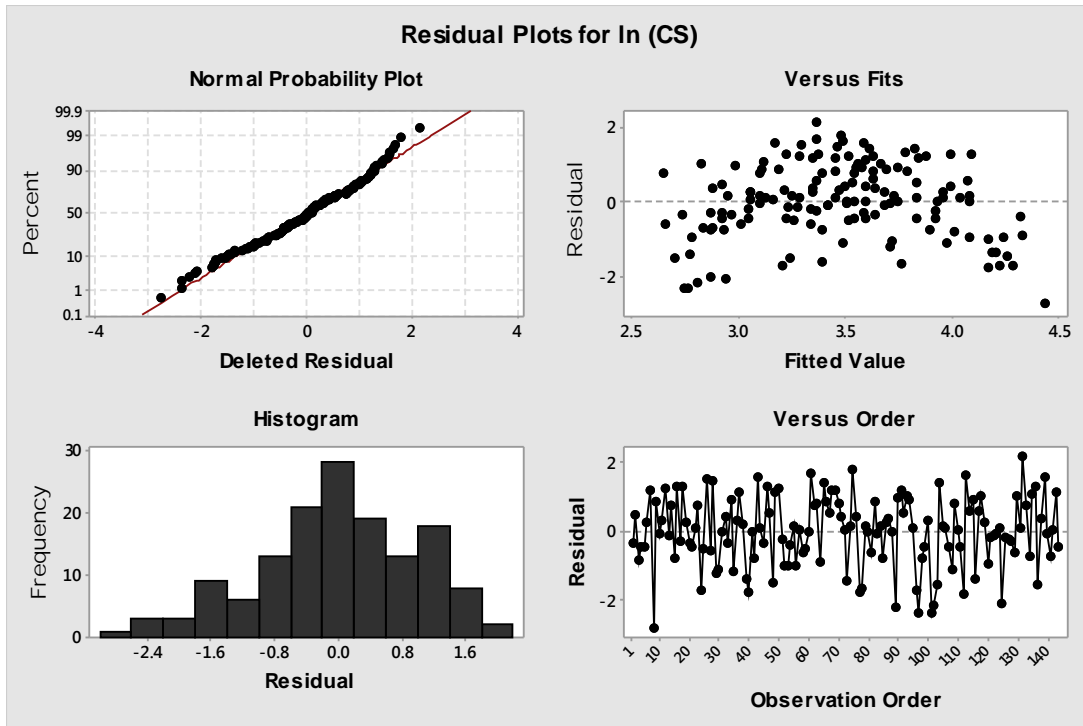 Residual Plots for ln (CS)
Normal Probability Plot
99.9
99
90
50
10
1
0.1
Percent
-4 -2 0 2 4
Deleted Residual
Versus Fits
2
0
-2
Residual
2.5 3.0 3.5 4.0 4.5
Fitted Value
Histogram
30
20
10
0
Frequency
-2.4 -1.6 -0.8 0.0 0.8 1.6
Residual
Versus Order
2
0
-2
Residual
1 10 20 30 40 50 60 70 80 90 100 110 120 130 140
Observation Order